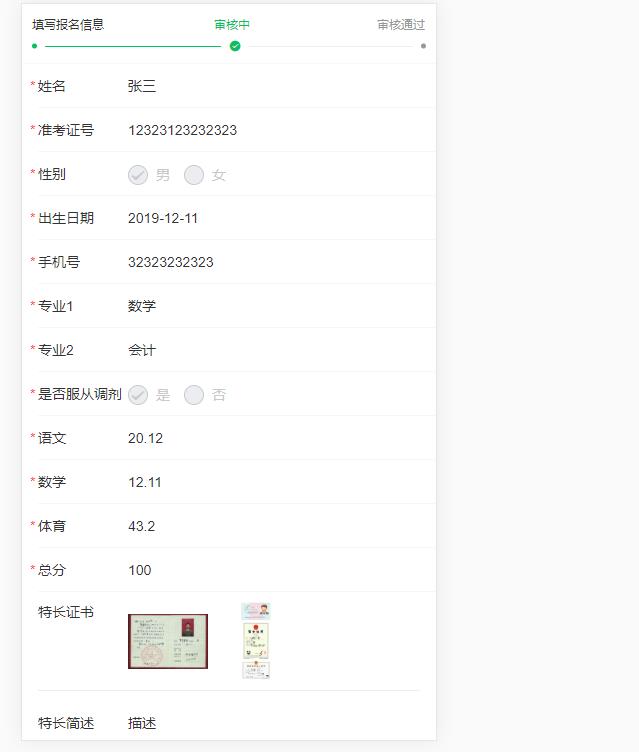 填写报名信息 审核中 审核通过
* 姓名 张三
* 准考证号 12323123232323
* 性别 男 女
* 出生日期 2019-12-11
* 手机号 32323232323
* 专业1 数学
* 专业2 会计
* 是否服从调剂 是 否
* 语文 20.12
* 数学 12.11
* 体育 43.2
* 总分 100
特长证书
特长简述 描述